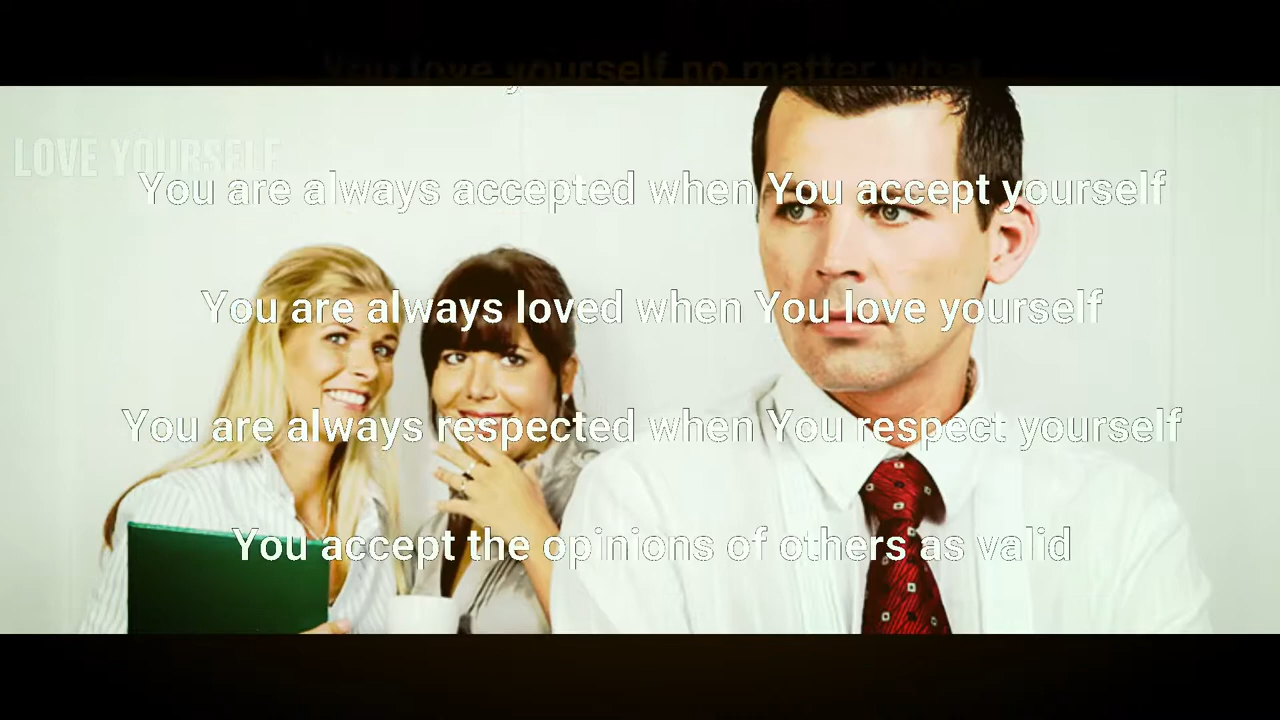 You love yourself no matter what
LOVE YOURSELF
You are always accepted when You accept yourself
You are always loved when You love yourself
You are always respected when You respect yourself
You accept the opinions of others as valid